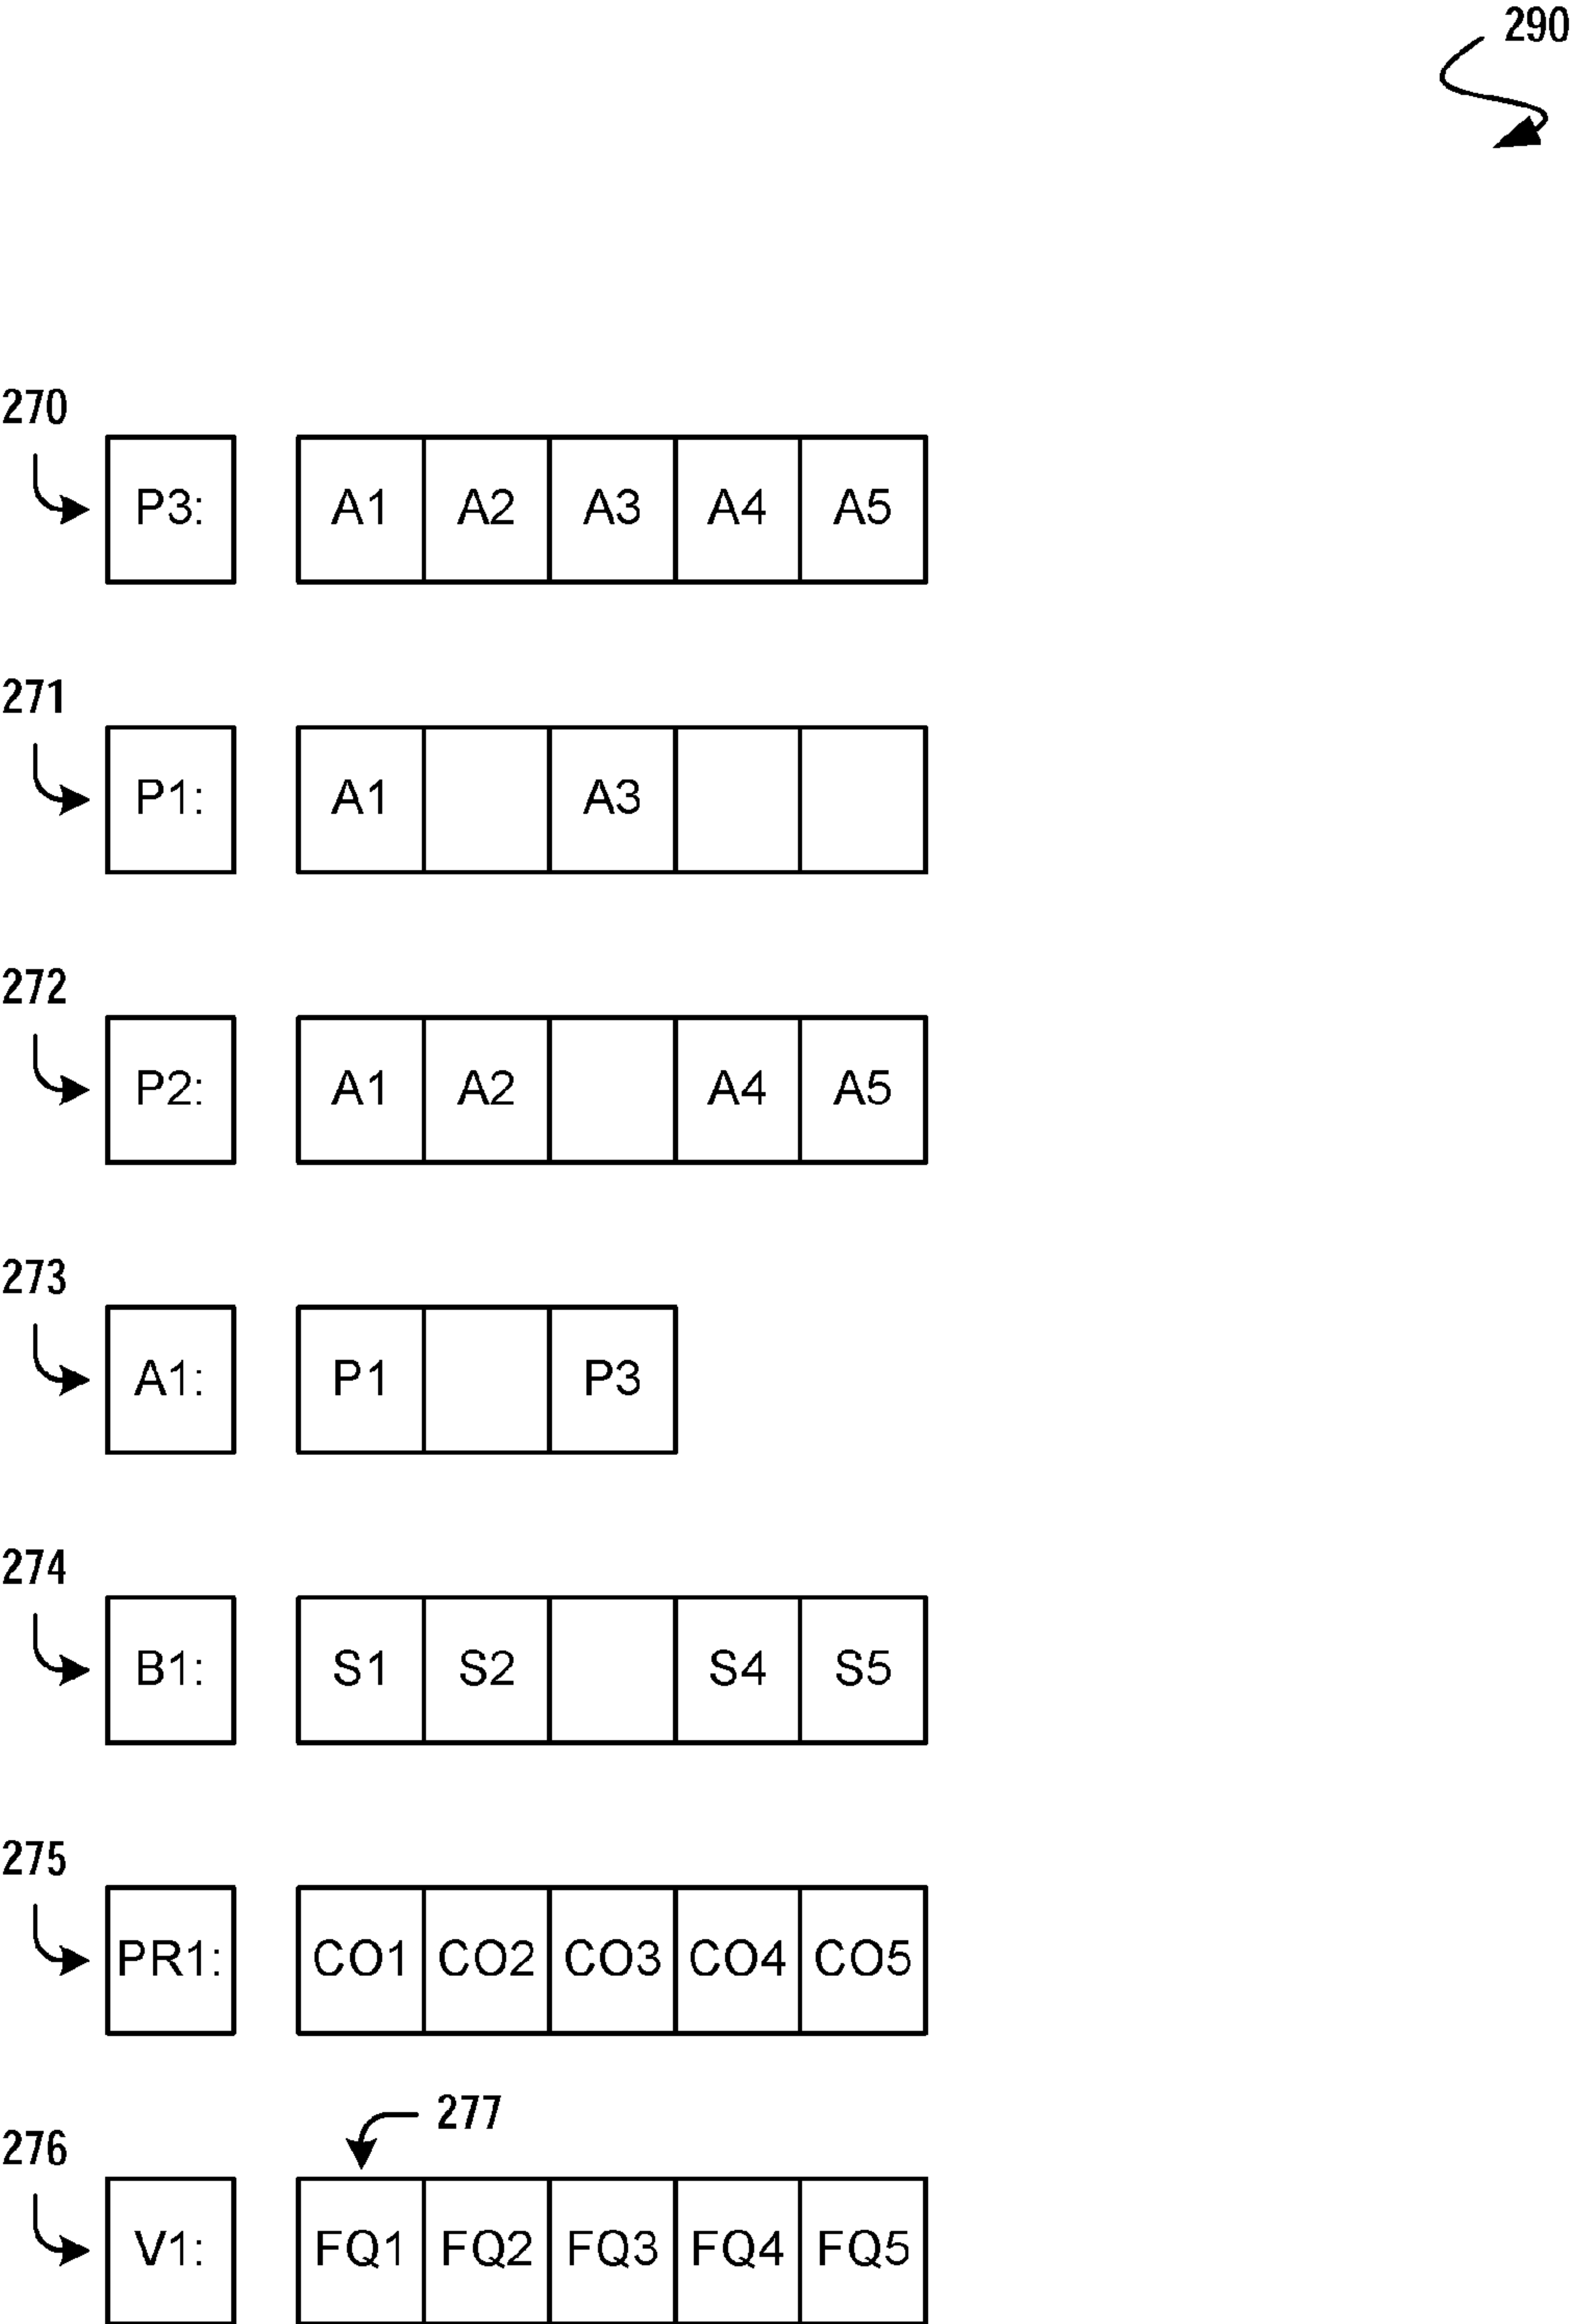 290
270
P3: A1 A2 A3 A4 A5
271
P1: A1 A3
272
P2: A1 A2 A4 A5
273
A1: P1 P3
274
B1: S1 S2 S4 S5
275
PR1: CO1 CO2 CO3 CO4 CO5
277
276
V1: FQ1 FQ2 FQ3 FQ4 FQ5